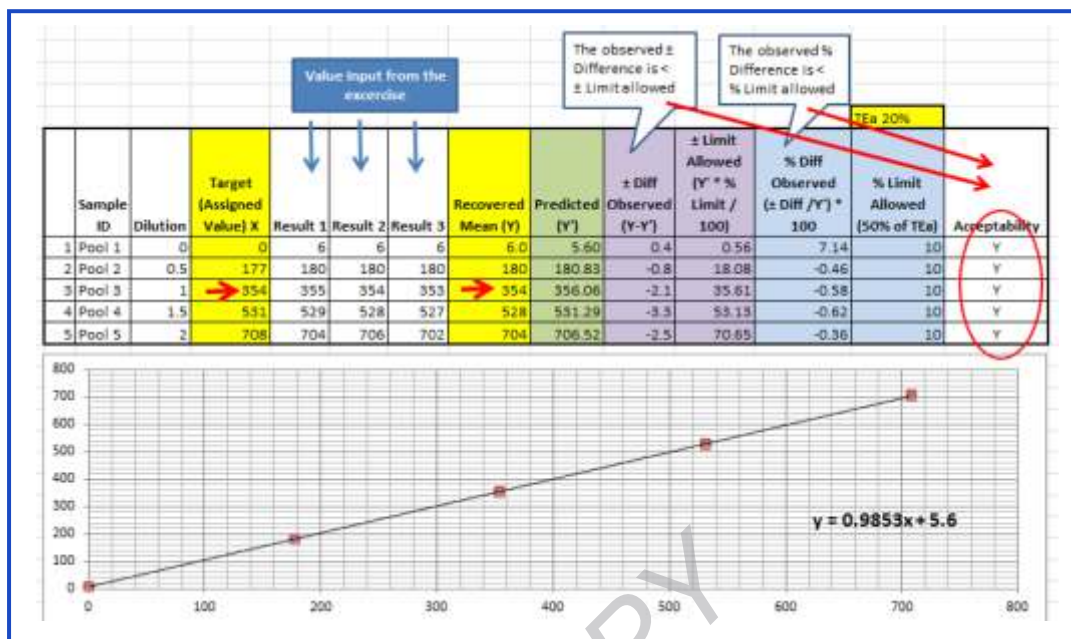 The observed ±
Difference is <
± Limit allowed
The observed %
Difference is <
% Limit allowed
Value input from the
excercise
TEa 20%
Sample
ID
Dilution
Target
(Assigned
Value) X
Result 1
Result 2
Result 3
Recovered
Mean (Y)
Predicted
(Y')
± Diff
Observed
(Y-Y')
± Limit
Allowed
(Y' * %
Limit /
100)
% Diff
Observed
(± Diff /Y') *
100
% Limit
Allowed
(50% of TEa)
Acceptability
1 Pool 1 0 0 6 6 6 6.0 5.60 0.4 0.56 7.14 10 Y
2 Pool 2 0.5 177 180 180 180 180 180.83 -0.8 18.08 -0.46 10 Y
3 Pool 3 1 354 355 354 353 354 356.06 -2.1 35.61 -0.58 10 Y
4 Pool 4 1.5 531 529 528 527 528 531.29 -3.3 53.13 -0.62 10 Y
5 Pool 5 2 708 704 706 702 704 706.52 -2.5 70.65 -0.36 10 Y
800
700
600
500
400
300
200
100
0
y = 0.9853x + 5.6
0 100 200 300 400 500 600 700 800